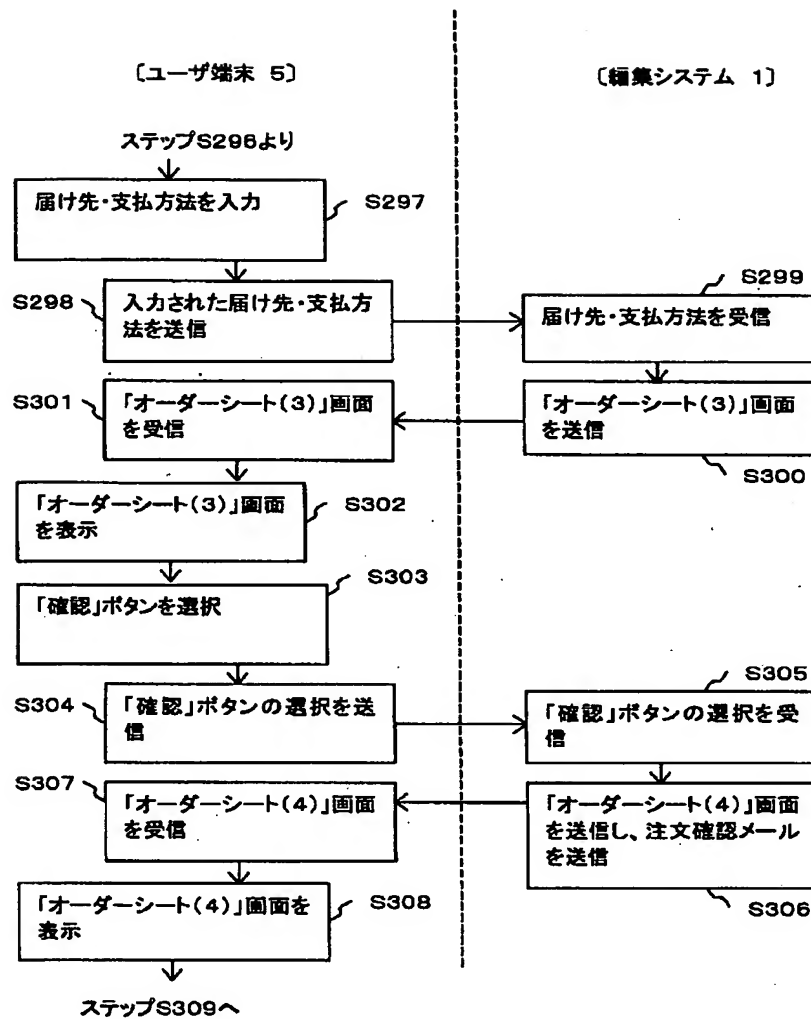 〔ユーザ端末 5〕
〔編集システム 1〕
ステップS296より
届け先・支払方法を入力
S297
S298
入力された届け先・支払方
法を送信
S299
届け先・支払方法を受信
S301
「オーダーシート(3)」画面
を受信
「オーダーシート(3)」画面
を送信
S300
「オーダーシート(3)」画面
を表示
S302
S303
「確認」ボタンを選択
S304
「確認」ボタンの選択を送
信
S305
「確認」ボタンの選択を受
信
S307
「オーダーシート(4)」画面
を受信
「オーダーシート(4)」画面
を送信し、注文確認メール
を送信
S306
「オーダーシート(4)」画面を
表示
S308
ステップS309へ